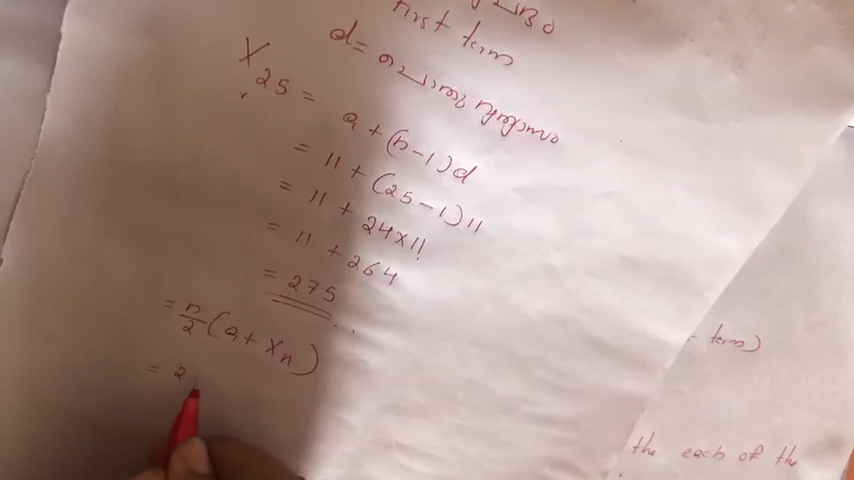 First term
d=
X₂₅ =
a + (n-1)d
= 11 + (25-1)11
= 11 + 24×11
= 11 + 264
= 275
= n/2 (a + Xn)
= 2
- term)
the each of the